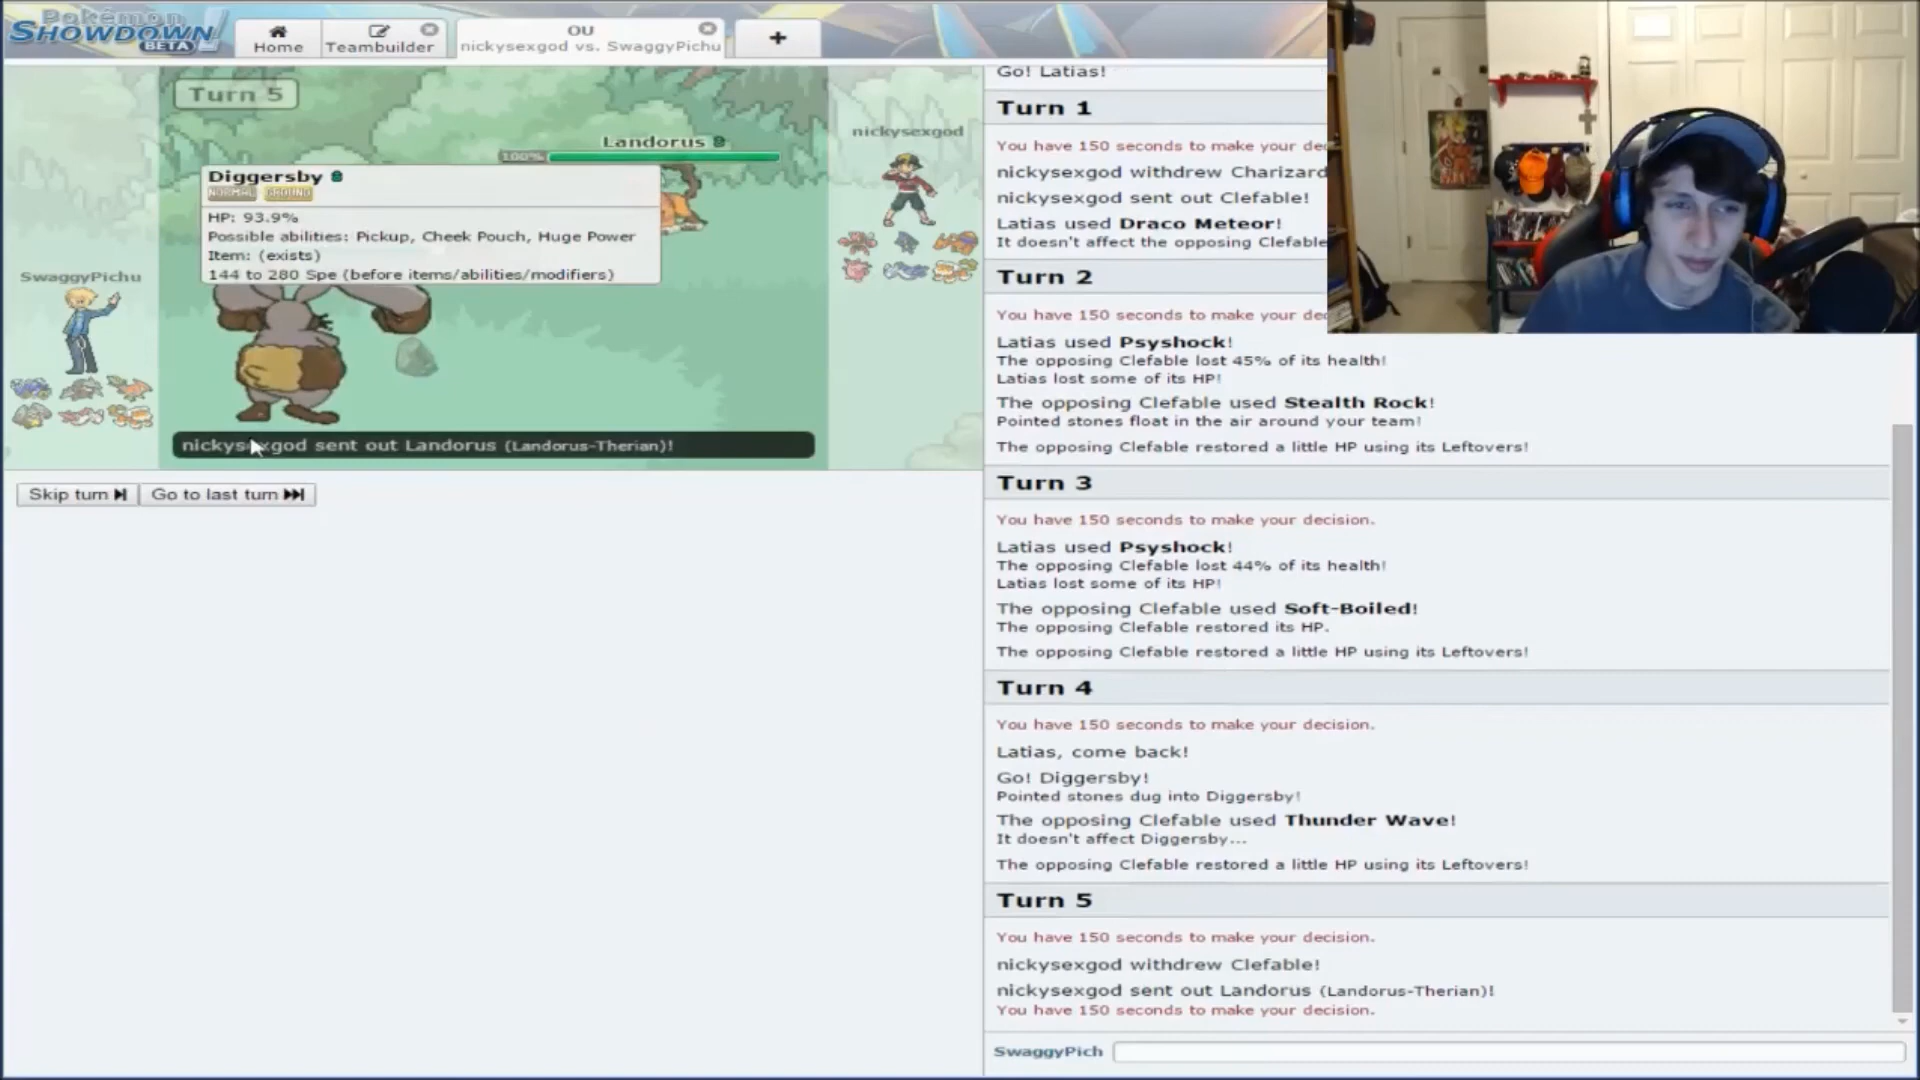 Pokémon
SHOWDOWN!
BETA
Home
Teambuilder
OU
nickysexgod vs. SwaggyPichu
+
Turn 5
Landorus
100%
nickysexgod
Diggersby
NORMAL GROUND
HP: 93.9%
Possible abilities: Pickup, Cheek Pouch, Huge Power
Item: (exists)
144 to 280 Spe (before items/abilities/modifiers)
SwaggyPichu
nickysexgod sent out Landorus (Landorus-Therian)!
Skip turn
Go to last turn
Go! Latias!
Turn 1
You have 150 seconds to make your dec
nickysexgod withdrew Charizard
nickysexgod sent out Clefable!
Latias used Draco Meteor!
It doesn't affect the opposing Clefable
Turn 2
You have 150 seconds to make your dec
Latias used Psyshock!
The opposing Clefable lost 45% of its health!
Latias lost some of its HP!
The opposing Clefable used Stealth Rock!
Pointed stones float in the air around your team!
The opposing Clefable restored a little HP using its Leftovers!
Turn 3
You have 150 seconds to make your decision.
Latias used Psyshock!
The opposing Clefable lost 44% of its health!
Latias lost some of its HP!
The opposing Clefable used Soft-Boiled!
The opposing Clefable restored its HP.
The opposing Clefable restored a little HP using its Leftovers!
Turn 4
You have 150 seconds to make your decision.
Latias, come back!
Go! Diggersby!
Pointed stones dug into Diggersby!
The opposing Clefable used Thunder Wave!
It doesn't affect Diggersby...
The opposing Clefable restored a little HP using its Leftovers!
Turn 5
You have 150 seconds to make your decision.
nickysexgod withdrew Clefable!
nickysexgod sent out Landorus (Landorus-Therian)!
You have 150 seconds to make your decision.
SwaggyPich